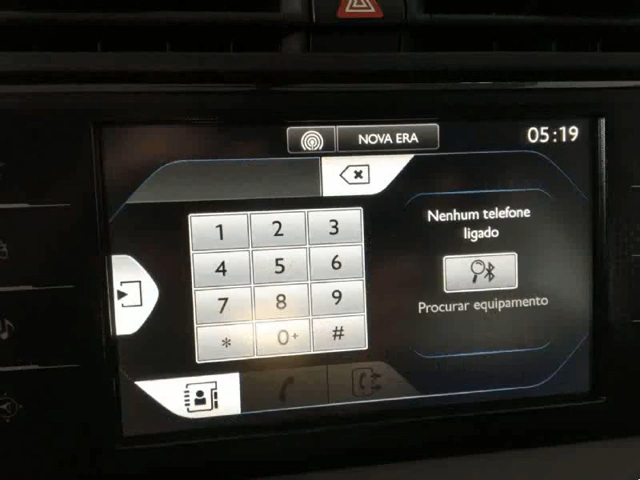 NOVA ERA
05:19
Nenhum telefone
ligado
Procurar equipamento
1 2 3
4 5 6
7 8 9
* 0+ #